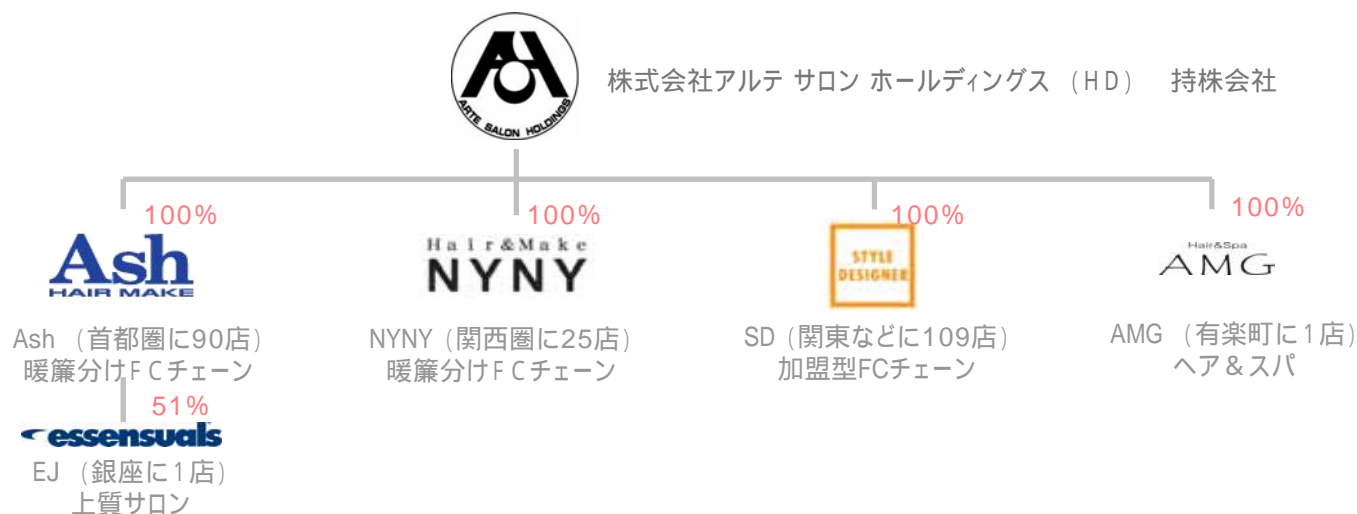 AH
ARTE SALON HOLDINGS
株式会社アルテ サロン ホールディングス (HD) 持株会社
100%
100%
100%
100%
Ash
HAIR MAKE
Hair&Make
NYNY
STYLE
DESIGNER
Hair&Spa
AMG
Ash (首都圏に90店)
暖簾分けFCチェーン
NYNY (関西圏に25店)
暖簾分けFCチェーン
SD (関東などに109店)
加盟型FCチェーン
AMG (有楽町に1店)
ヘア&スパ
51%
essensuals
EJ (銀座に1店)
上質サロン